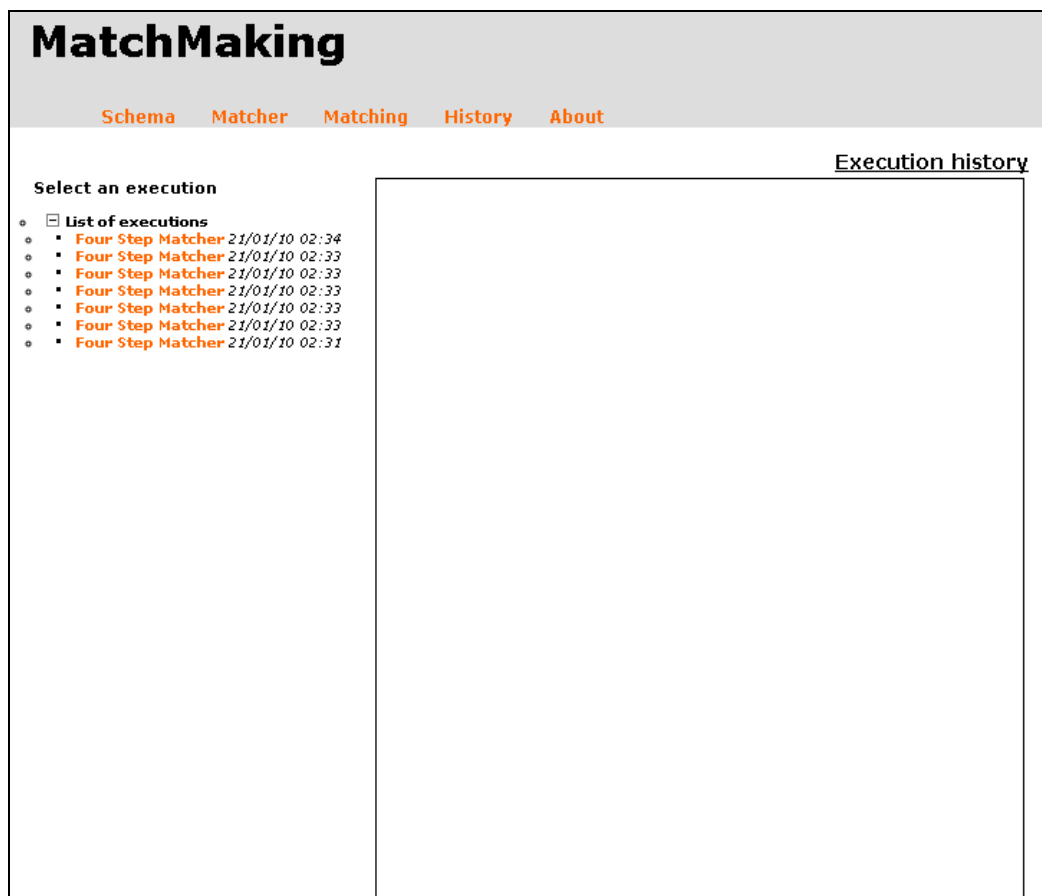 MatchMaking
Schema Matcher Matching History About
Execution history
Select an execution
List of executions
Four Step Matcher 21/01/10 02:34
Four Step Matcher 21/01/10 02:33
Four Step Matcher 21/01/10 02:33
Four Step Matcher 21/01/10 02:33
Four Step Matcher 21/01/10 02:33
Four Step Matcher 21/01/10 02:33
Four Step Matcher 21/01/10 02:31